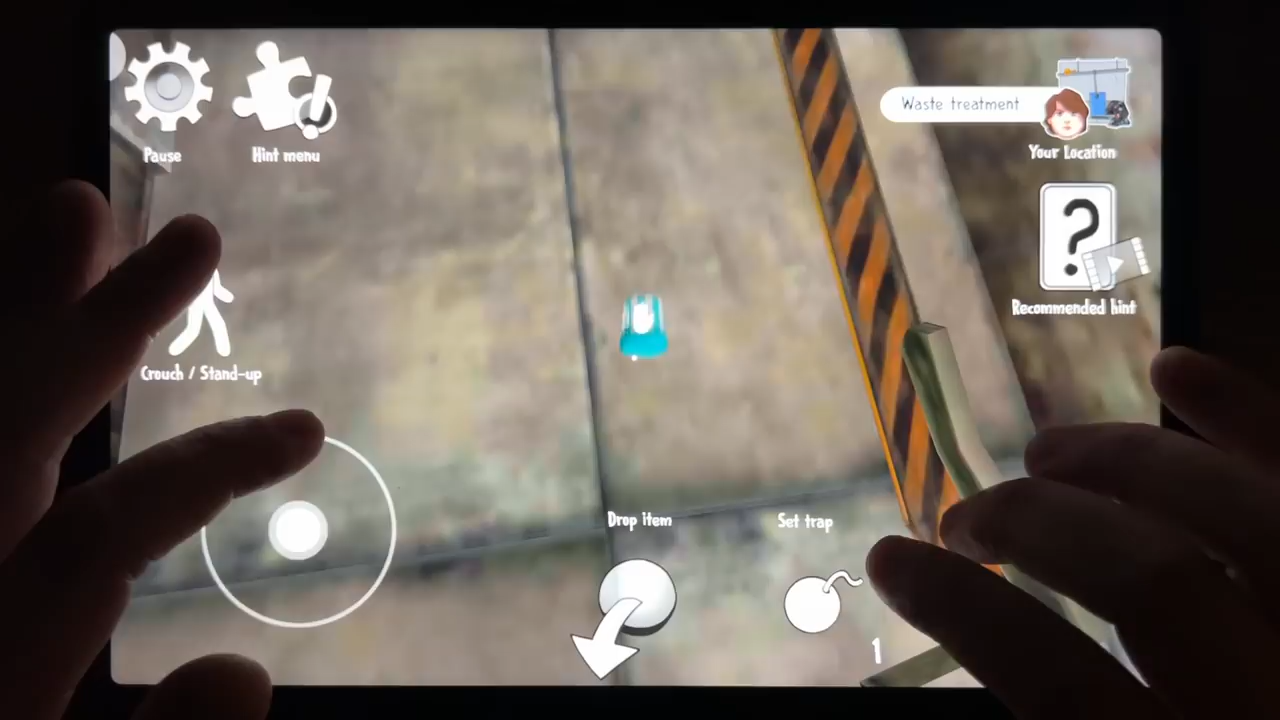 Pause
Hint menu
Waste treatment
Your Location
?
Recommended hint
Crouch / Stand-up
Drop item
Set trap
1